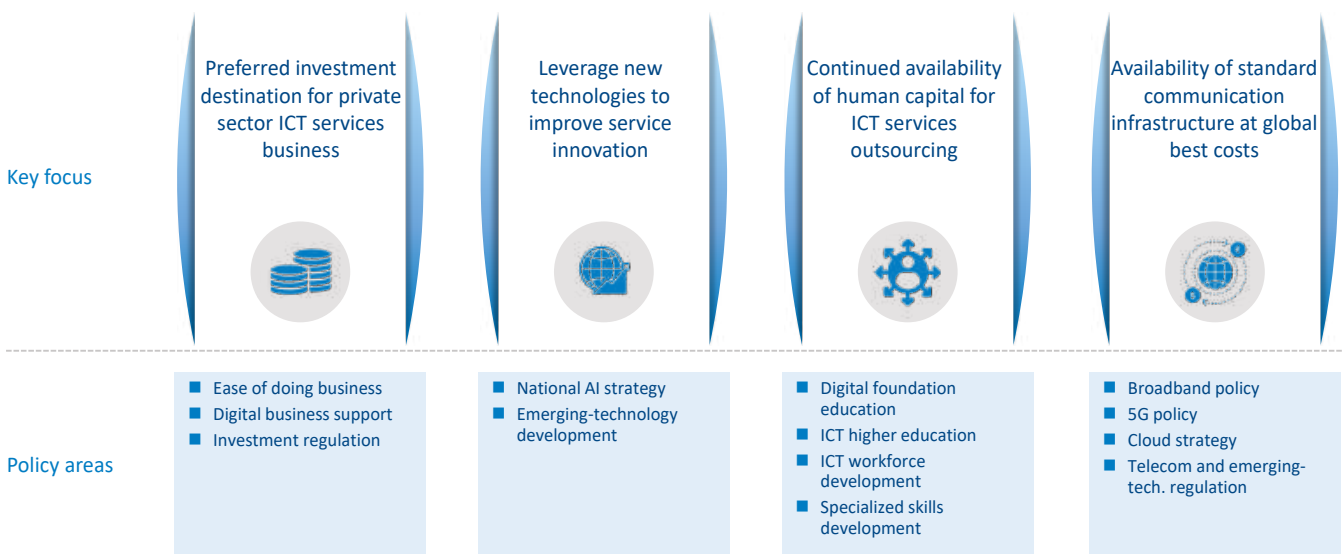 Key focus
Preferred investment
destination for private
sector ICT services
business
Leverage new
technologies to
improve service
innovation
Continued availability
of human capital for
ICT services
outsourcing
Availability of standard
communication
infrastructure at global
best costs
Policy areas
■ Ease of doing business
■ Digital business support
■ Investment regulation
■ National AI strategy
■ Emerging-technology
development
■ Digital foundation
education
■ ICT higher education
■ ICT workforce
development
■ Specialized skills
development
■ Broadband policy
■ 5G policy
■ Cloud strategy
■ Telecom and emerging-
tech. regulation